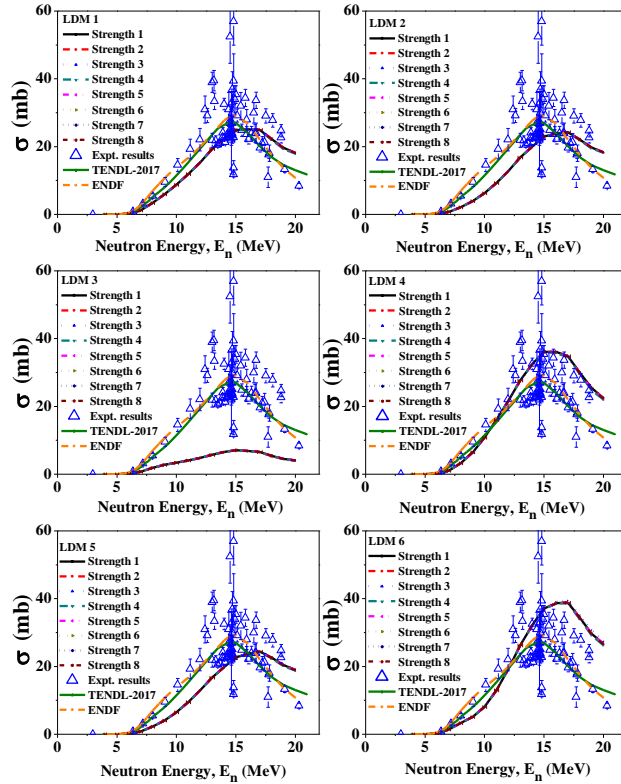 LDM 1
Strength 1
Strength 2
Strength 3
Strength 4
Strength 5
Strength 6
Strength 7
Strength 8
Expt. results
TENDL-2017
ENDF
σ (mb)
60
40
20
0
0 5 10 15 20
Neutron Energy, E_n (MeV)
LDM 2
Strength 1
Strength 2
Strength 3
Strength 4
Strength 5
Strength 6
Strength 7
Strength 8
Expt. results
TENDL-2017
ENDF
σ (mb)
60
40
20
0
0 5 10 15 20
Neutron Energy, E_n (MeV)
LDM 3
Strength 1
Strength 2
Strength 3
Strength 4
Strength 5
Strength 6
Strength 7
Strength 8
Expt. results
TENDL-2017
ENDF
σ (mb)
60
40
20
0
0 5 10 15 20
Neutron Energy, E_n (MeV)
LDM 4
Strength 1
Strength 2
Strength 3
Strength 4
Strength 5
Strength 6
Strength 7
Strength 8
Expt. results
TENDL-2017
ENDF
σ (mb)
60
40
20
0
0 5 10 15 20
Neutron Energy, E_n (MeV)
LDM 5
Strength 1
Strength 2
Strength 3
Strength 4
Strength 5
Strength 6
Strength 7
Strength 8
Expt. results
TENDL-2017
ENDF
σ (mb)
60
40
20
0
0 5 10 15 20
Neutron Energy, E_n (MeV)
LDM 6
Strength 1
Strength 2
Strength 3
Strength 4
Strength 5
Strength 6
Strength 7
Strength 8
Expt. results
TENDL-2017
ENDF
σ (mb)
60
40
20
0
0 5 10 15 20
Neutron Energy, E_n (MeV)